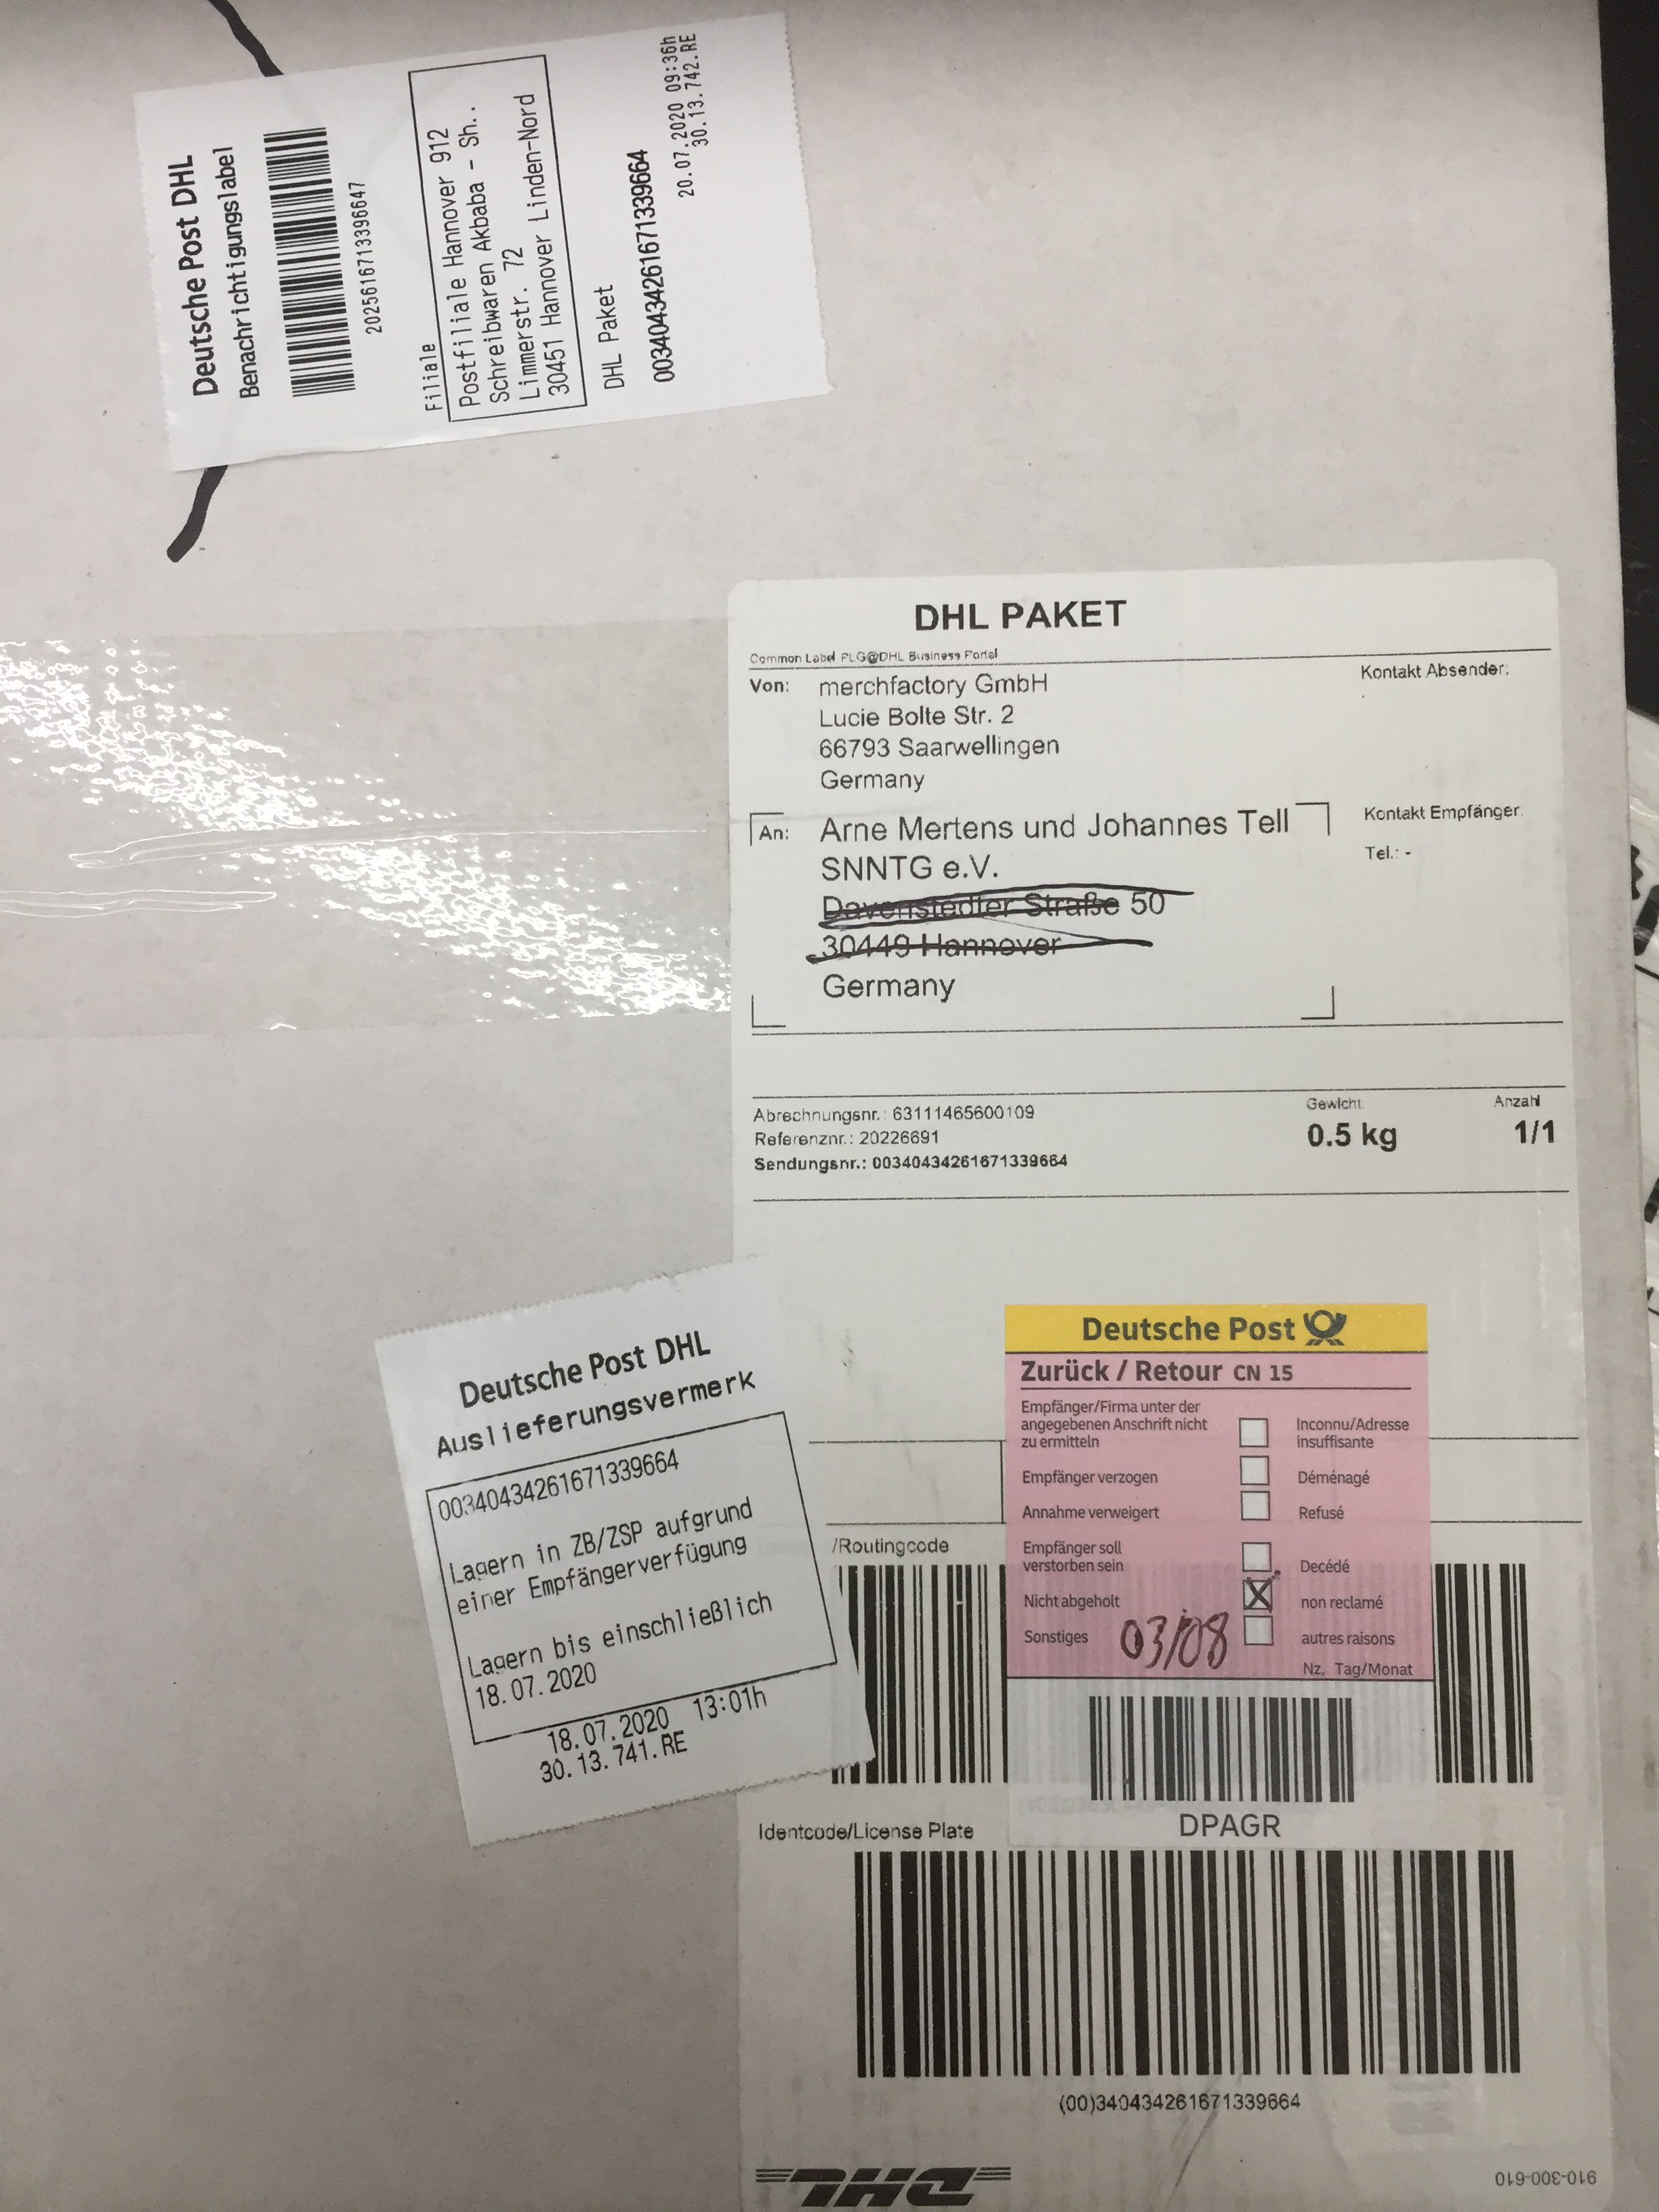 Deutsche Post DHL
Benachrichtigungslabel
2025616713396647
Filiale
Postfiliale Hannover 912
Schreibwaren Akbaba - Sh..
Limmerstr. 72
30451 Hannover Linden-Nord
DHL Paket
00340434261671339664
20.07.2020 09:36h
30.13.742.RE
DHL PAKET
Common Label PLG@DHL Business Portal
Von: merchfactory GmbH
Kontakt Absender:
Lucie Bolte Str. 2
66793 Saarwellingen
Germany
An: Arne Mertens und Johannes Tell
Kontakt Empfänger:
SNNTG e.V.
Tel.: -
Davenstedter Straße 50
30449 Hannover
Germany
Abrechnungsnr.: 63111465600109
Referenznr.: 20226691
Sendungsnr.: 00340434261671339664
Gewicht:
0.5 kg
Anzahl
1/1
Deutsche Post DHL
Auslieferungsvermerk
00340434261671339664
Lagern in ZB/ZSP aufgrund
einer Empfängerverfügung
Lagern bis einschließlich
18.07.2020
18.07.2020 13:01h
30.13.741.RE
Deutsche Post
Zurück / Retour CN 15
Empfänger/Firma unter der
angegebenen Anschrift nicht
zu ermitteln
Inconnu/Adresse
insuffisante
Empfänger verzogen
Déménagé
Annahme verweigert
Refusé
Empfänger soll
verstorben sein
Decédé
Nicht abgeholt
non reclamé
Sonstiges
03/08
autres raisons
Nz, Tag/Monat
DPAGR
/Routingcode
Identcode/License Plate
(00)340434261671339664
DHL
910-300-610